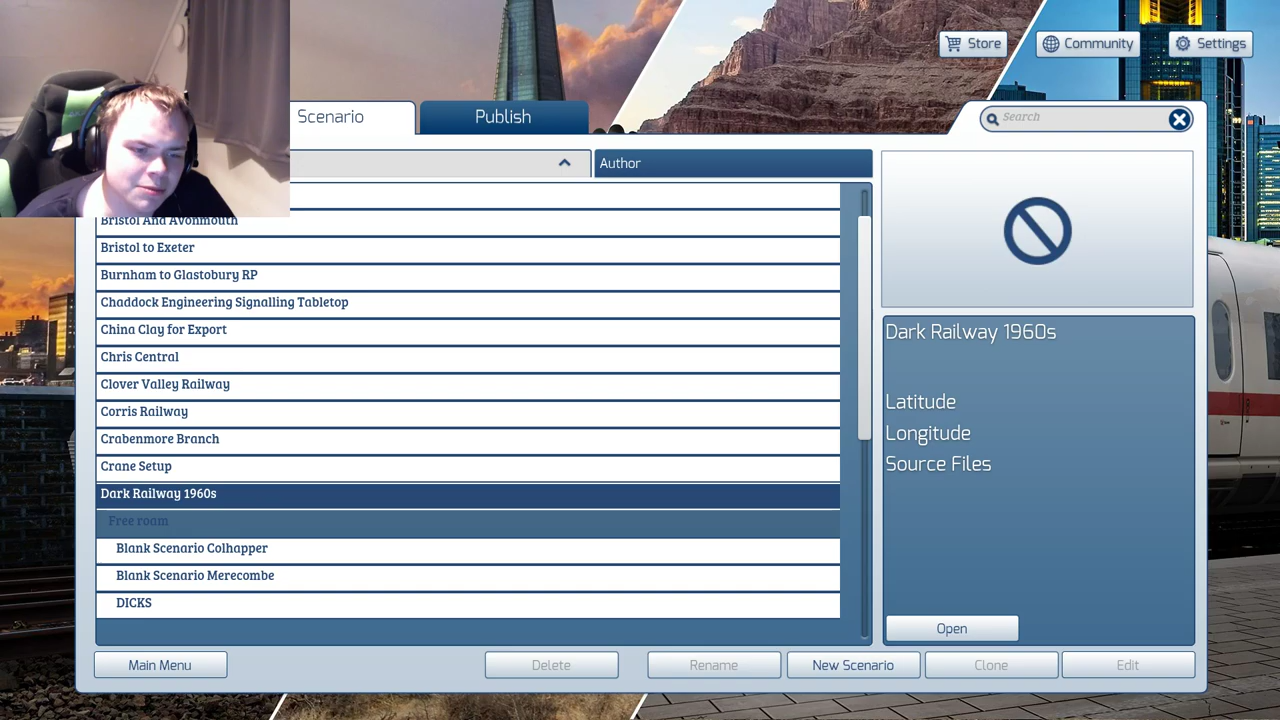 Store
Community
Settings
Scenario
Publish
Search
Author
Bristol And Avonmouth
Bristol to Exeter
Burnham to Glastobury RP
Chaddock Engineering Signalling Tabletop
China Clay for Export
Chris Central
Clover Valley Railway
Corris Railway
Crabenmore Branch
Crane Setup
Dark Railway 1960s
Free roam
Blank Scenario Colhapper
Blank Scenario Merecombe
DICKS
Dark Railway 1960s
Latitude
Longitude
Source Files
Open
Main Menu
Delete
Rename
New Scenario
Clone
Edit